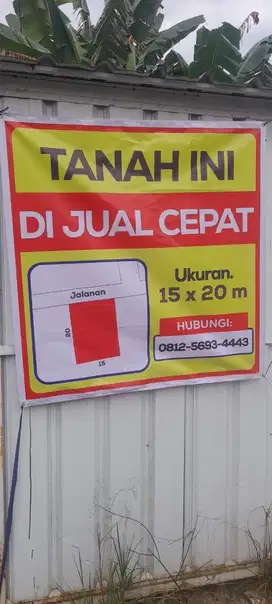 TANAH INI
DI JUAL CEPAT
Jalanan
20
15
Ukuran.
15 x 20 m
HUBUNGI:
0812-5693-4443